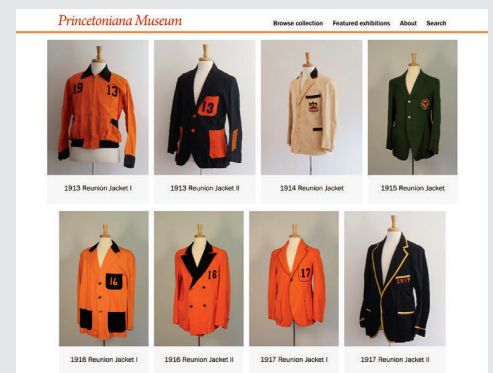 Princetoniana Museum
Browse collection Featured exhibitions About Search
19 13
13
1913 Reunion Jacket I
1913 Reunion Jacket II
1914 Reunion Jacket
1915 Reunion Jacket
16
16
17
1917
1916 Reunion Jacket I
1916 Reunion Jacket II
1917 Reunion Jacket I
1917 Reunion Jacket II